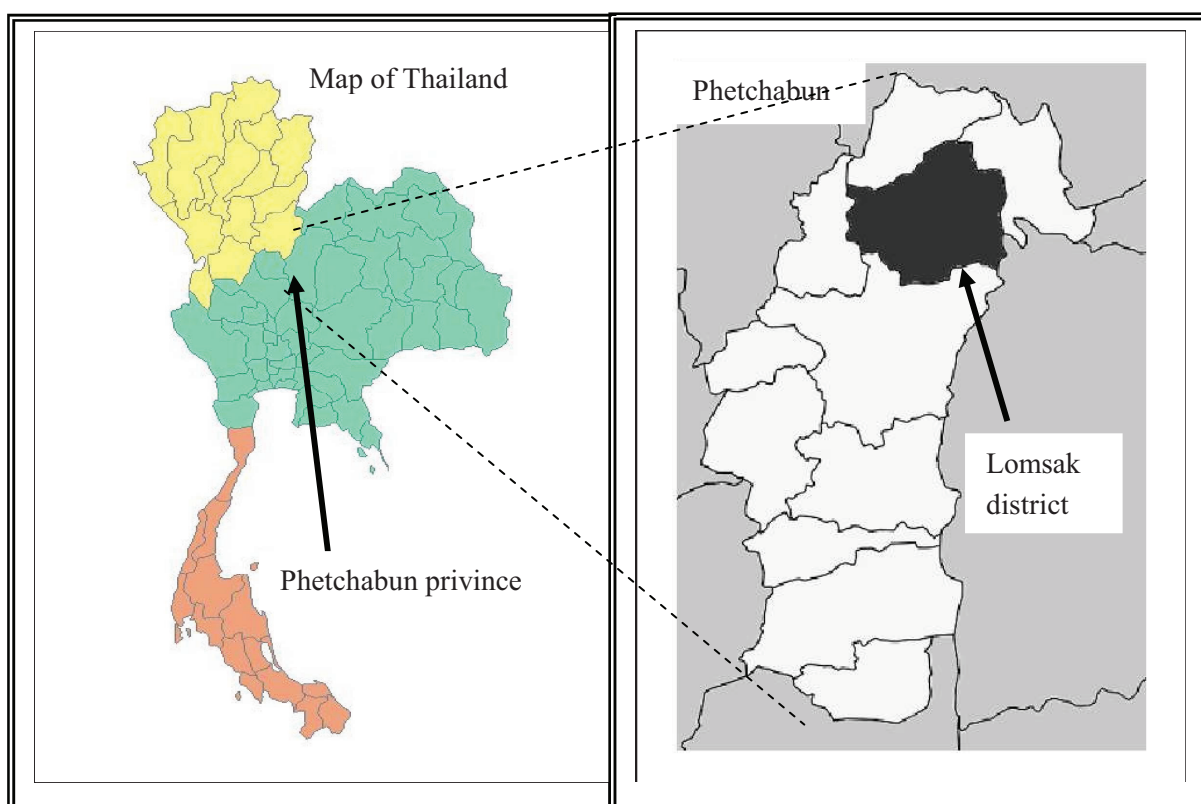 Map of Thailand
Phetchabun privince
Phetchabun
Lomsak
district